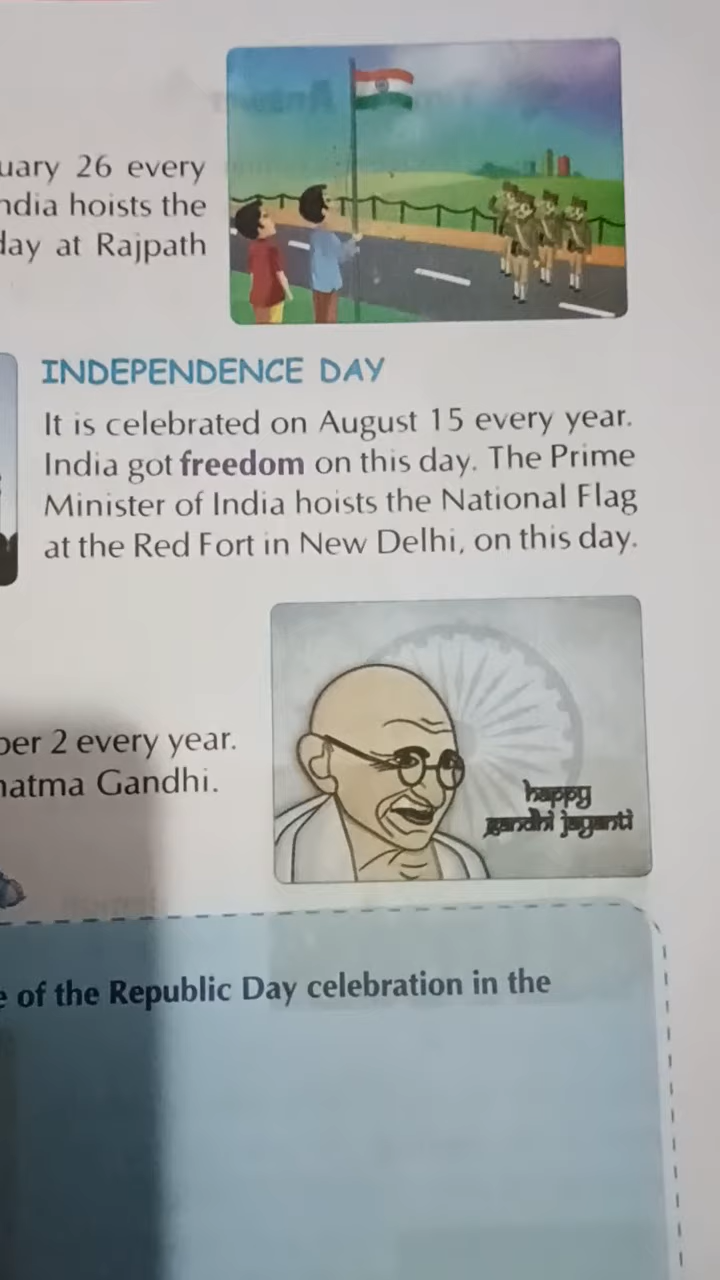 uary 26 every
ndia hoists the
day at Rajpath
INDEPENDENCE DAY
It is celebrated on August 15 every year.
India got freedom on this day. The Prime
Minister of India hoists the National Flag
at the Red Fort in New Delhi, on this day.
ber 2 every year.
hatma Gandhi.
happy
gandhi jayanti
e of the Republic Day celebration in the